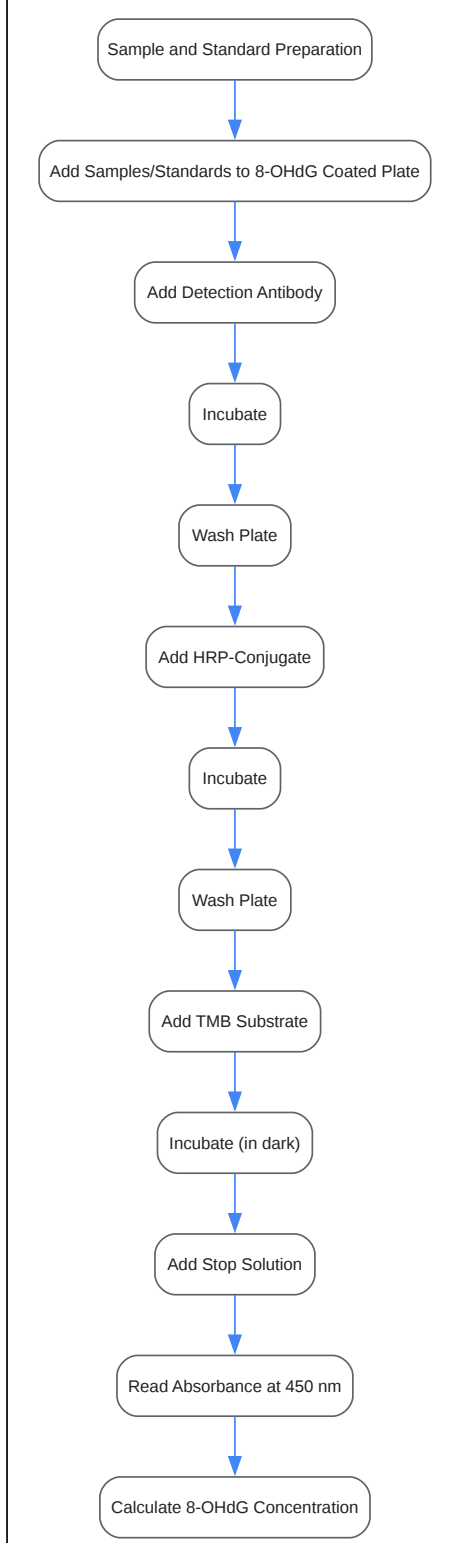 Sample and Standard Preparation
Add Samples/Standards to 8-OHdG Coated Plate
Add Detection Antibody
Incubate
Wash Plate
Add HRP-Conjugate
Incubate
Wash Plate
Add TMB Substrate
Incubate (in dark)
Add Stop Solution
Read Absorbance at 450 nm
Calculate 8-OHdG Concentration